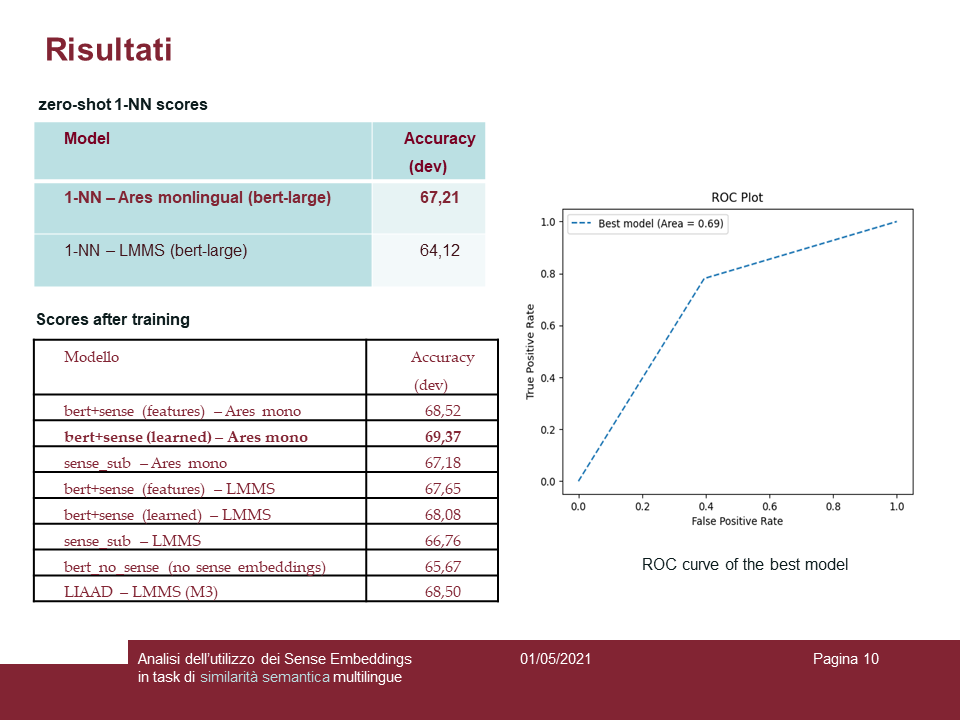 Risultati
zero-shot 1-NN scores
Model Accuracy
(dev)
1-NN – Ares monlingual (bert-large) 67,21
1-NN – LMMS (bert-large) 64,12
Scores after training
Modello Accuracy
(dev)
bert+sense (features) – Ares mono 68,52
bert+sense (learned) – Ares mono 69,37
sense_sub – Ares mono 67,18
bert+sense (features) – LMMS 67,65
bert+sense (learned) – LMMS 68,08
sense_sub – LMMS 66,76
bert_no_sense (no sense embeddings) 65,67
LIAAD – LMMS (M3) 68,50
ROC Plot
Best model (Area = 0.69)
True Positive Rate
1.0
0.8
0.6
0.4
0.2
0.0
0.0 0.2 0.4 0.6 0.8 1.0
False Positive Rate
ROC curve of the best model
Analisi dell'utilizzo dei Sense Embeddings
in task di similarità semantica multilingue
01/05/2021
Pagina 10